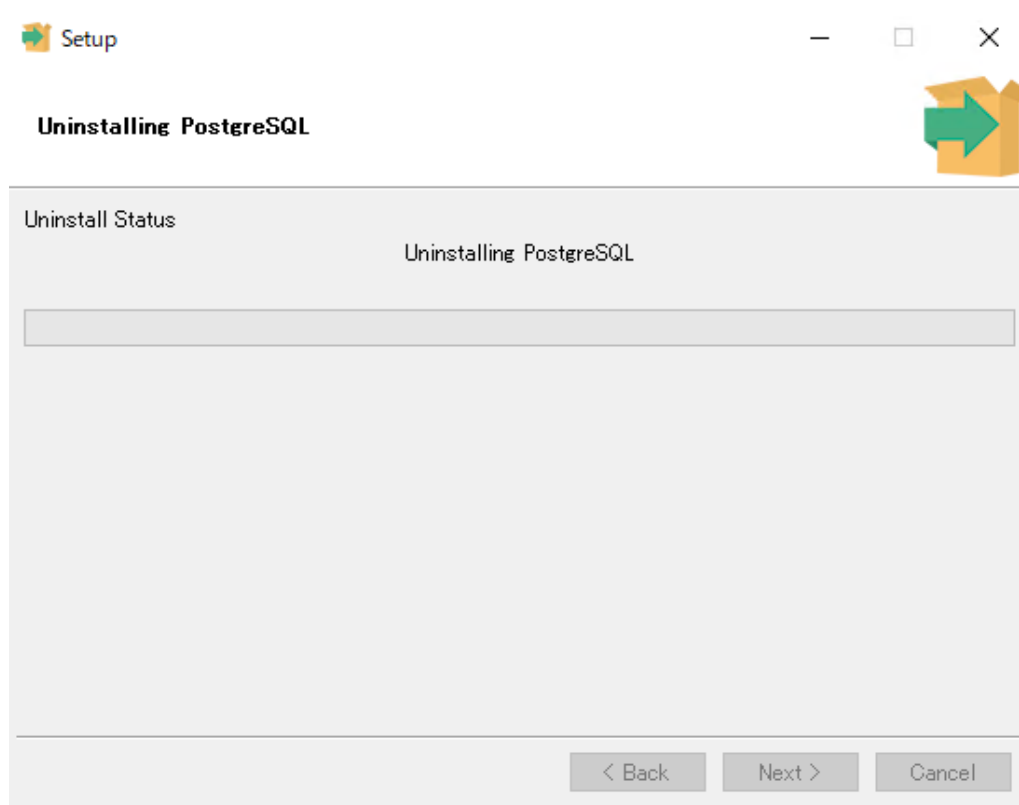 Setup
Uninstalling PostgreSQL
Uninstall Status
Uninstalling PostgreSQL
< Back
Next >
Cancel